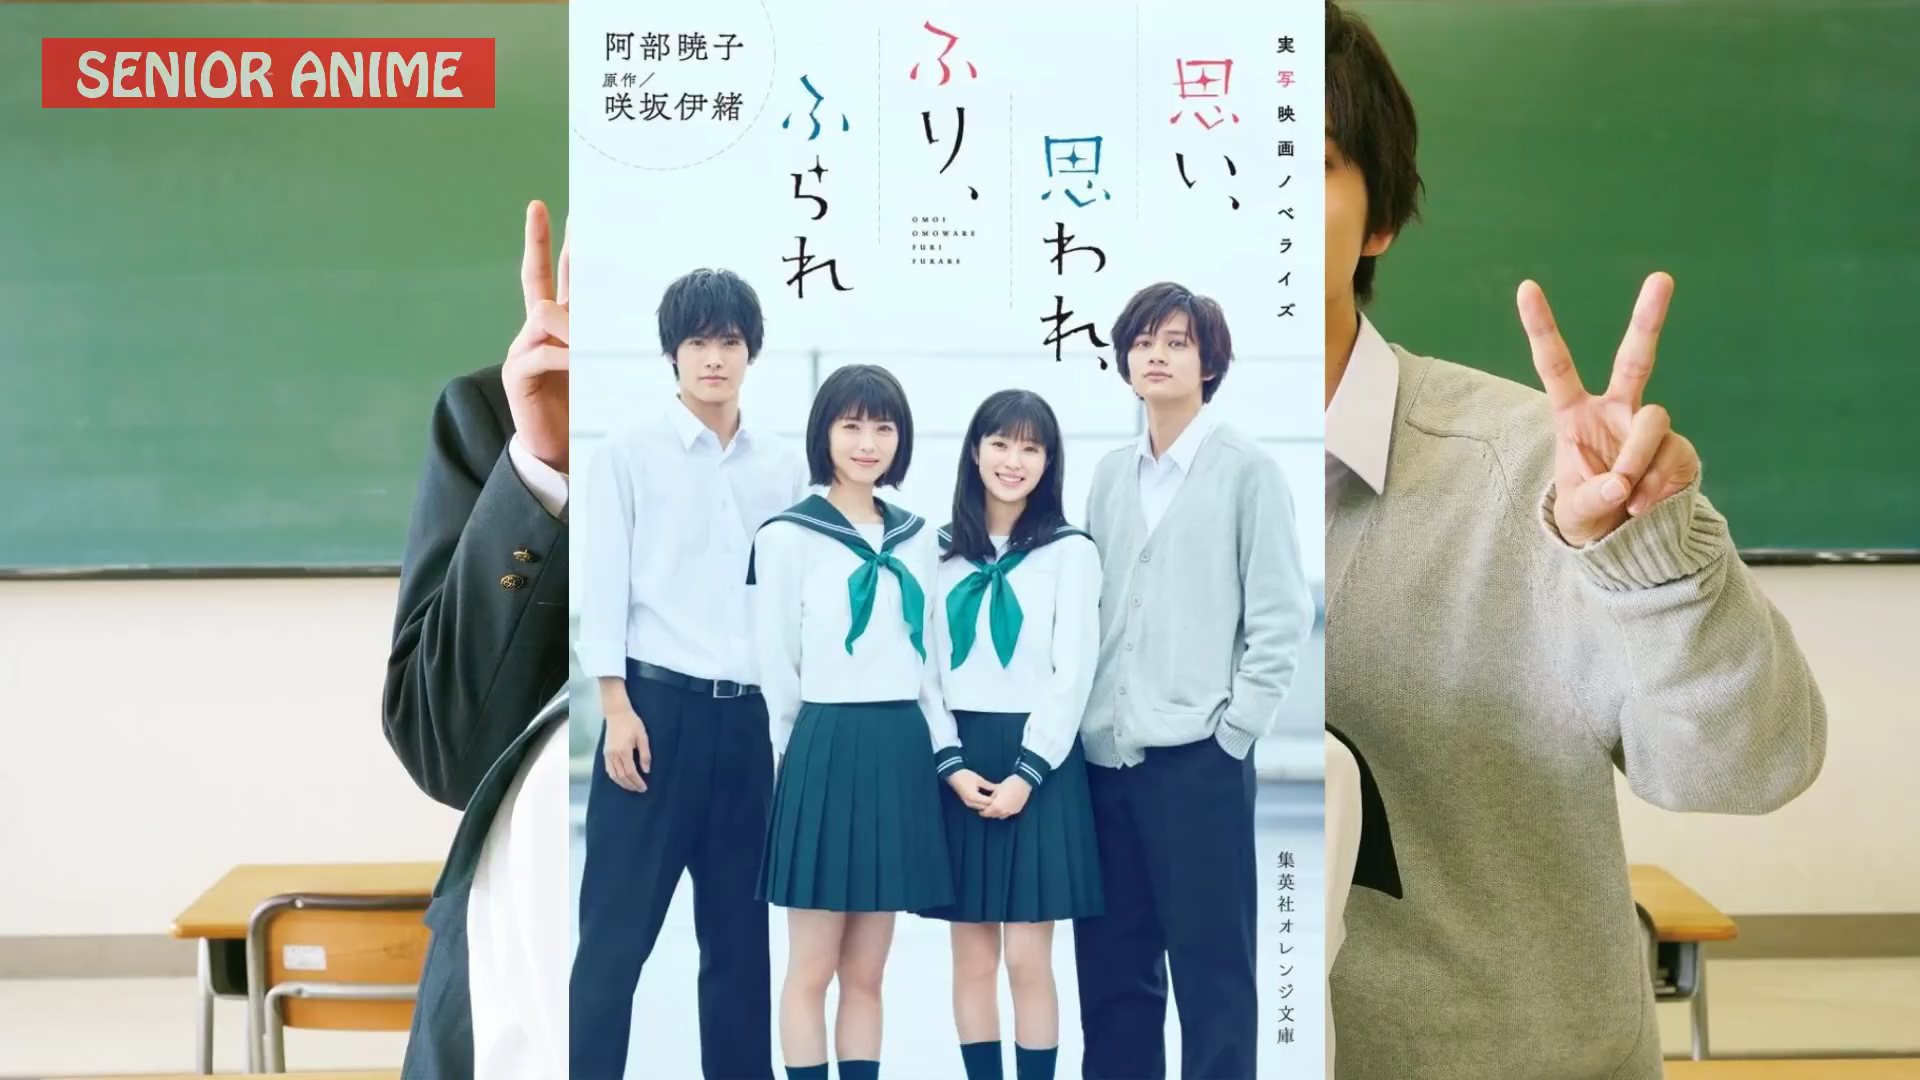 SENIOR ANIME
実写映画ノベライズ
思い、
思われ、
ふり、
ふられ
OMOI
OMOWARE
FURI
FURARE
阿部暁子
原作/
咲坂伊緒
集英社オレンジ文庫